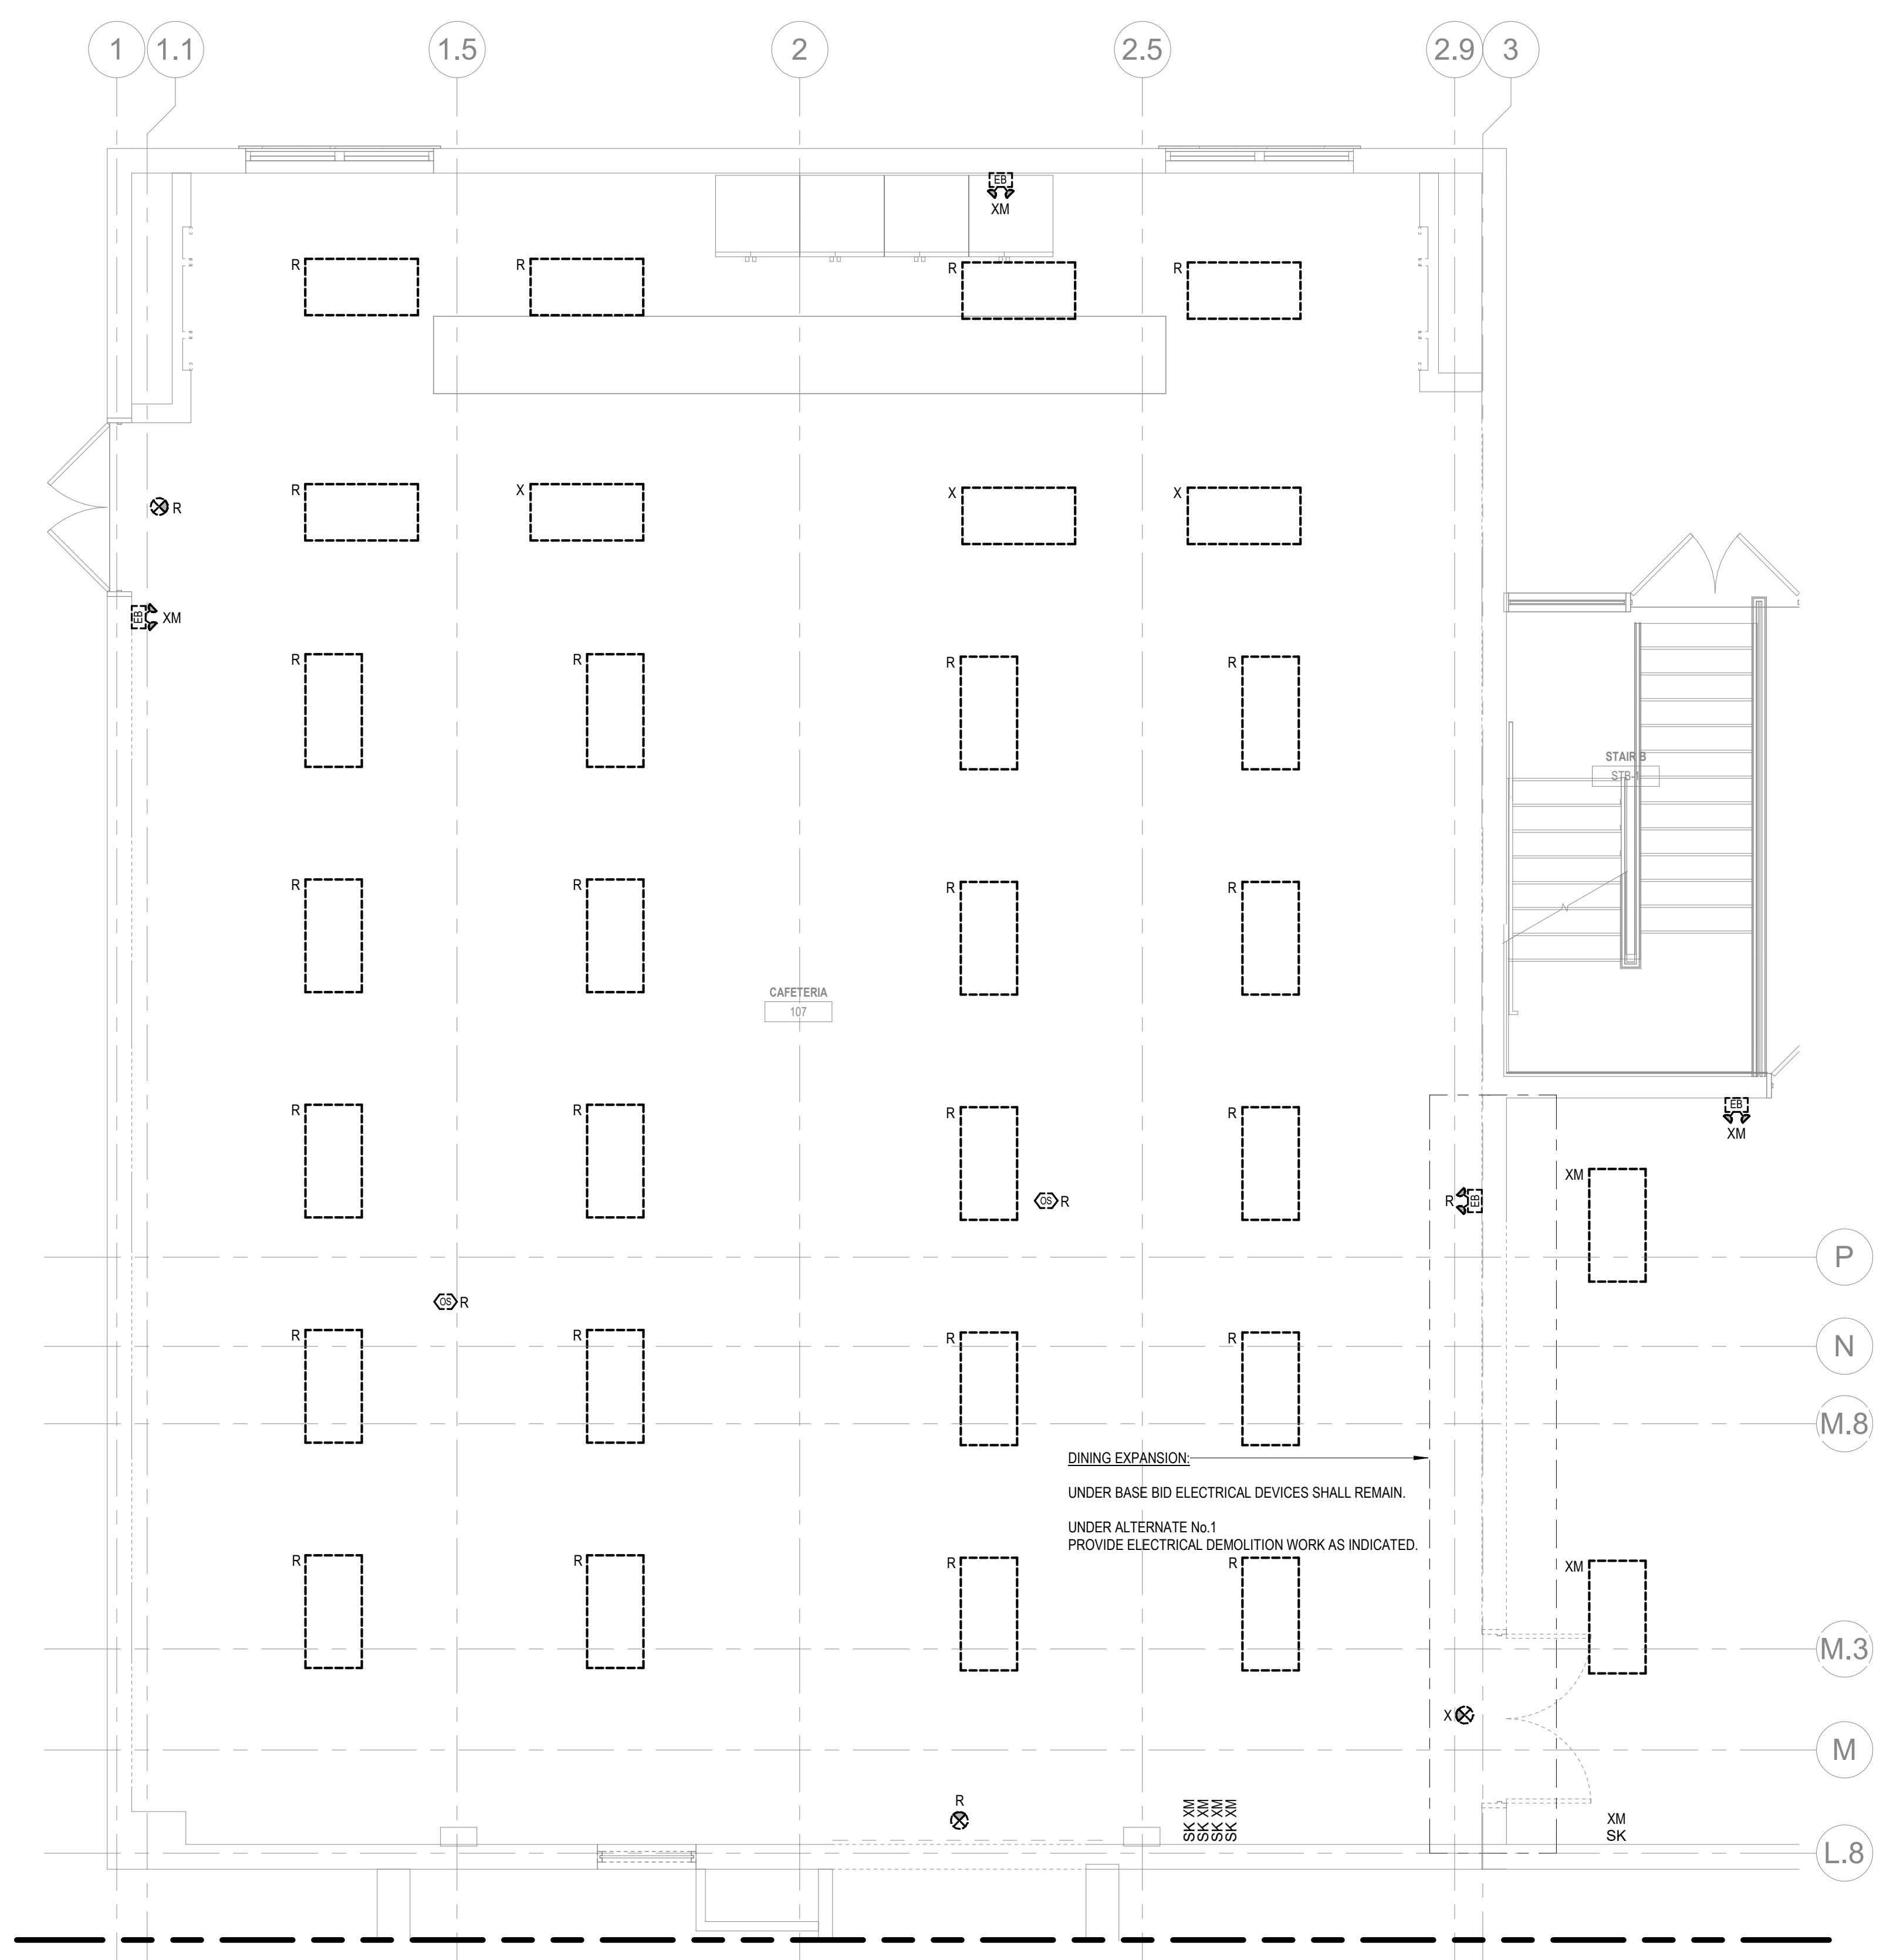 1 1.1 1.5 2 2.5 2.9 3
EB
XM
R R R R
R X X X
R
EB XM
R R R R
STAIR B
STB-1
R R R R
CAFETERIA
107
EB
XM
R R R R
XM
OS R
R EB
P
OS R
R R R R
N
M.8
DINING EXPANSION:
UNDER BASE BID ELECTRICAL DEVICES SHALL REMAIN.
UNDER ALTERNATE No.1
PROVIDE ELECTRICAL DEMOLITION WORK AS INDICATED.
R R R R
XM
M.3
X
M
R
SK XM
SK XM
SK XM
SK XM
XM
SK
L.8